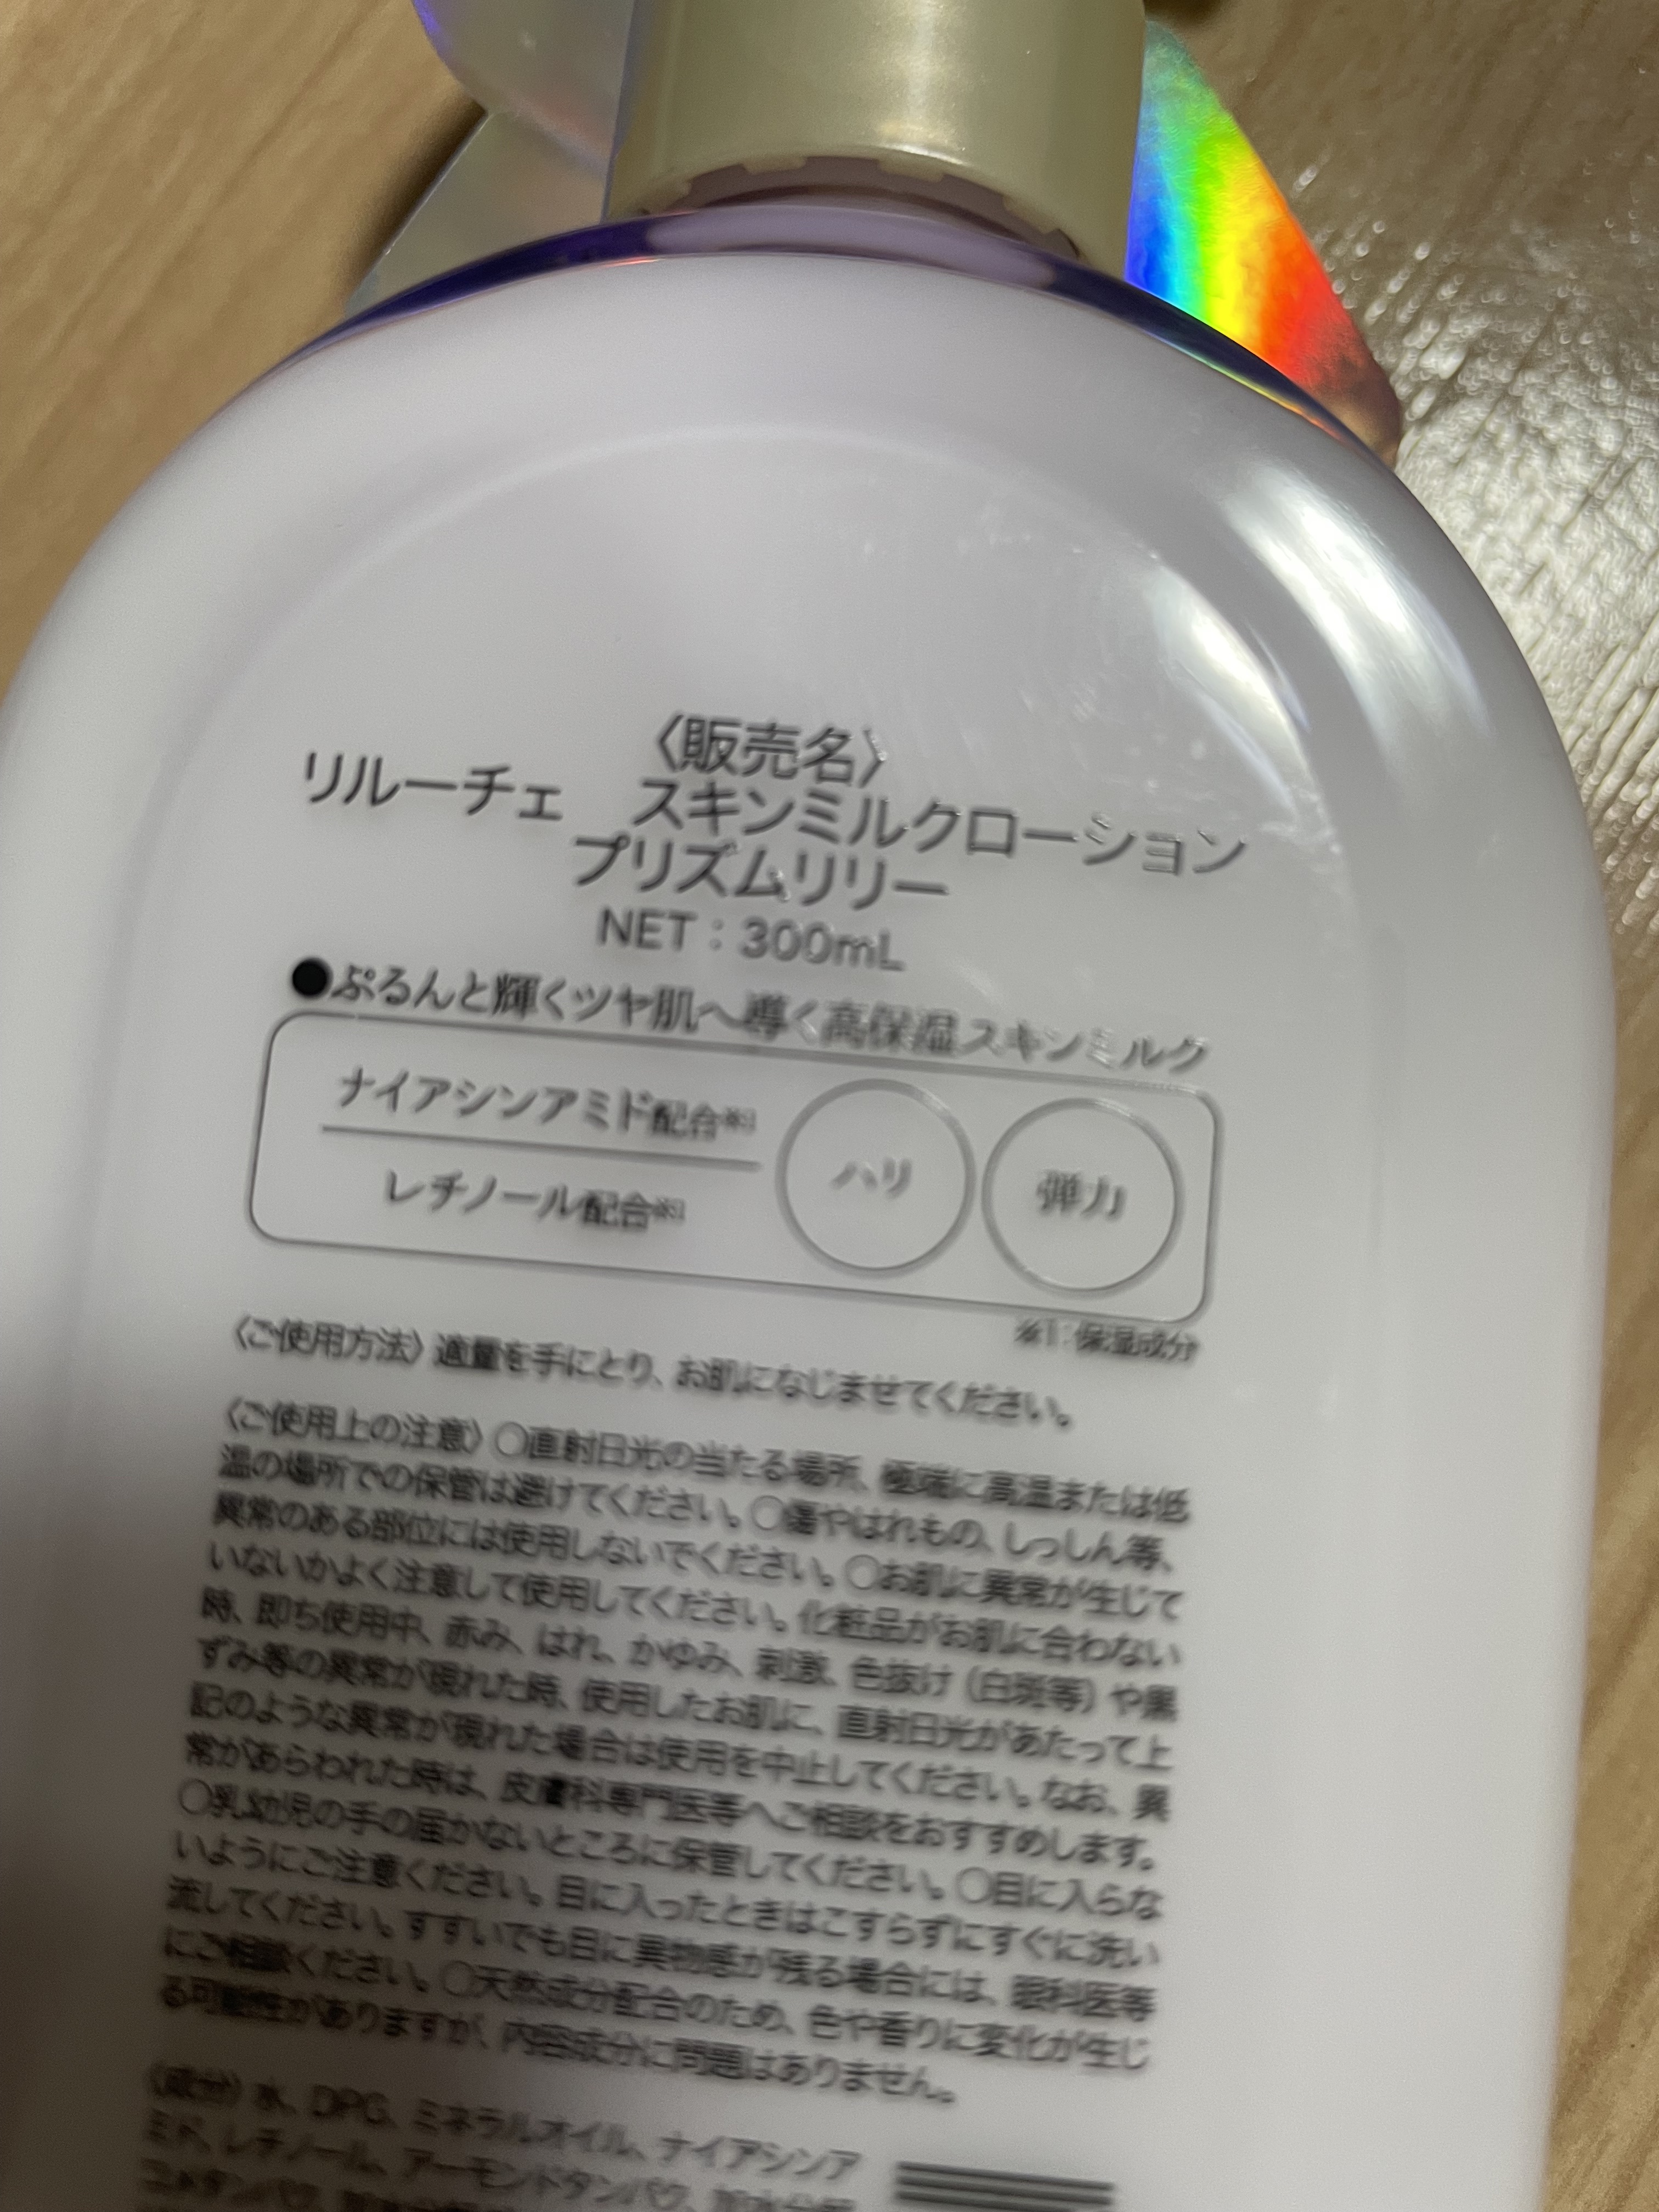 〈販売名〉
リルーチェ　スキンミルクローション
プリズムリリー
NET：300mL
●ぷるんと輝くツヤ肌へ導く高保湿スキンミルク
ナイアシンアミド配合※1
レチノール配合※1
ハリ
弾力
※1：保湿成分
〈ご使用方法〉適量を手にとり、お肌になじませてください。
〈ご使用上の注意〉○直射日光の当たる場所、極端に高温または低
温の場所での保管は避けてください。○傷やはれもの、しっしん等、
異常のある部位には使用しないでください。○お肌に異常が生じて
いないかよく注意して使用してください。化粧品がお肌に合わない
時、即ち使用中、赤み、はれ、かゆみ、刺激、色抜け（白斑等）や黒
ずみ等の異常が現れた時、使用したお肌に、直射日光があたって上
記のような異常が現れた場合は使用を中止してください。なお、異
常があらわれた時は、皮膚科専門医等へご相談をおすすめします。
○乳幼児の手の届かないところに保管してください。○目に入らな
いようにご注意ください。目に入ったときはこすらずにすぐに洗い
流してください。すすいでも目に異物感が残る場合には、眼科医等
にご相談ください。○天然成分配合のため、色や香りに変化が生じ
る可能性がありますが、内容成分に問題はありません。
〈成分〉水、DPG、ミネラルオイル、ナイアシンア
ミド、レチノール、アーモンドタンパク、加水分解
コメタンパク、